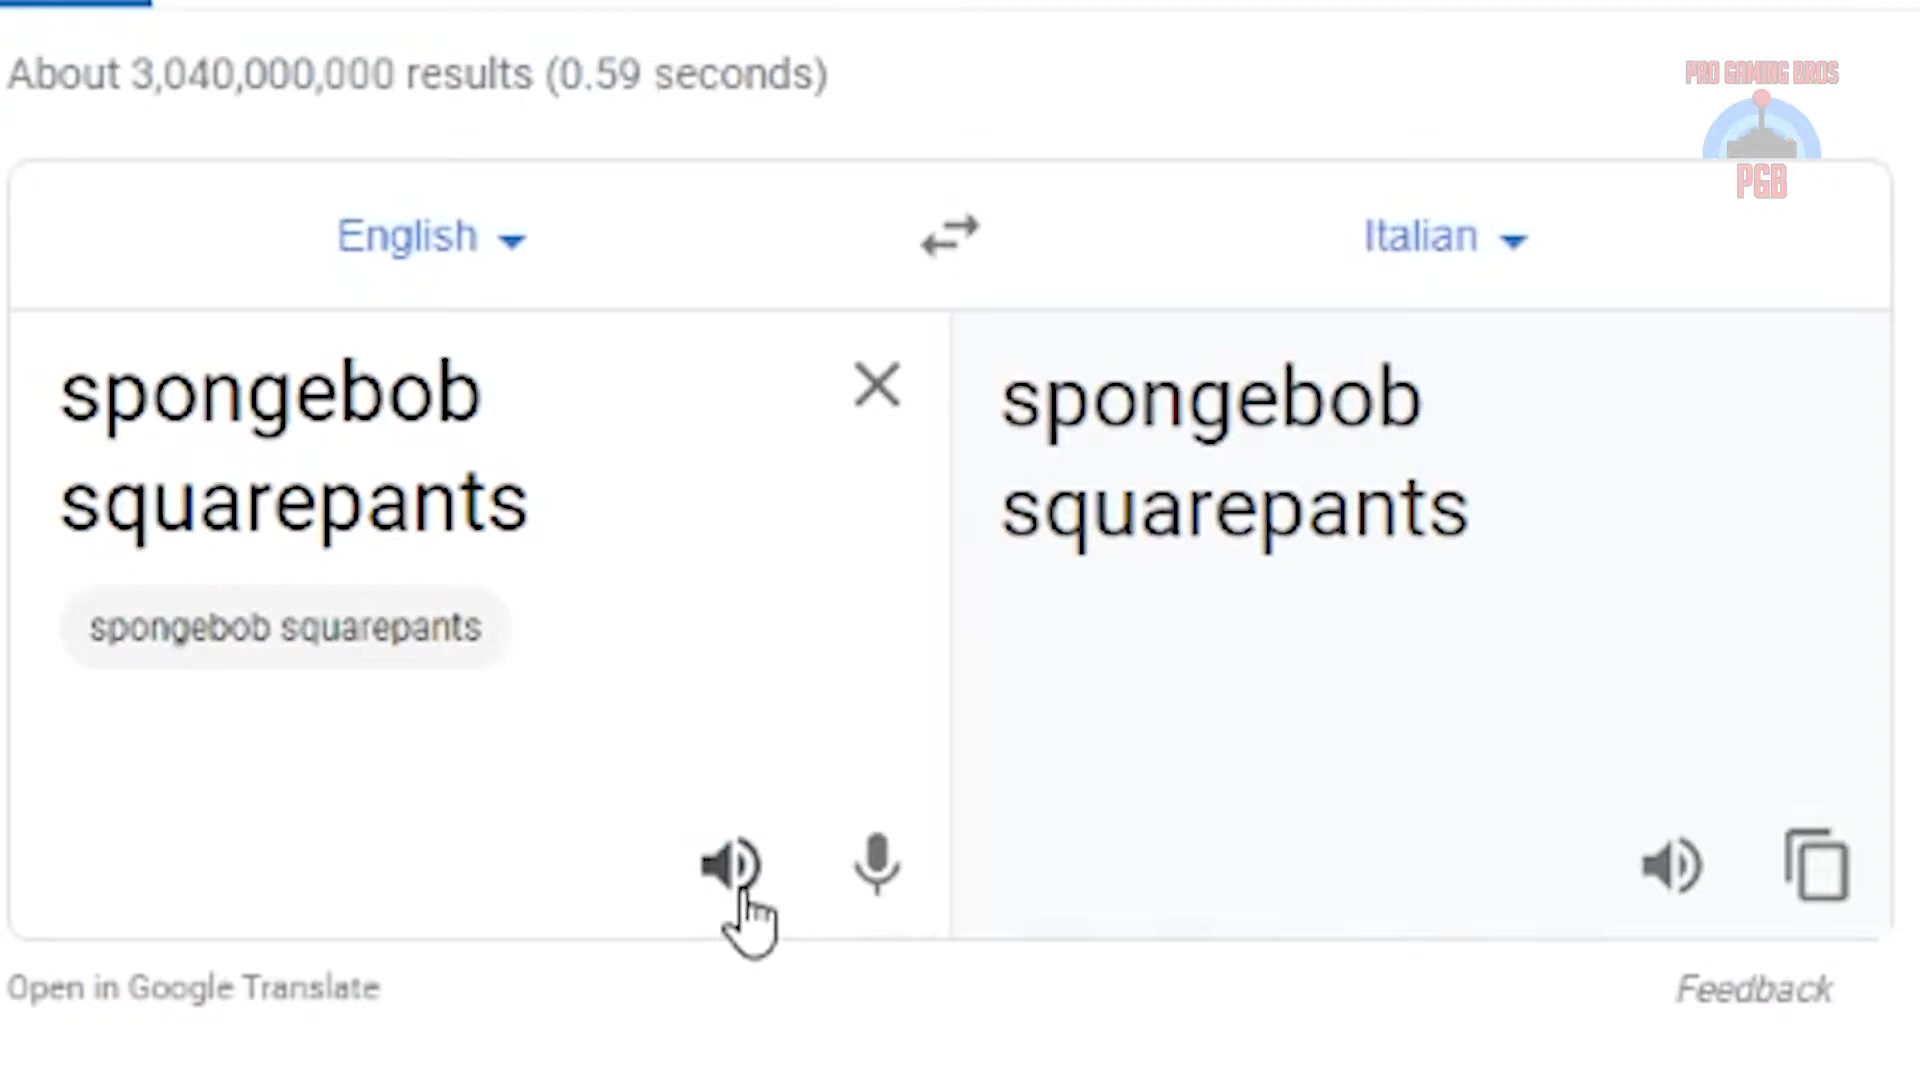 About 3,040,000,000 results (0.59 seconds)
PRO GAMING BROS
PGB
English
Italian
spongebob
squarepants
spongebob squarepants
spongebob
squarepants
Open in Google Translate
Feedback